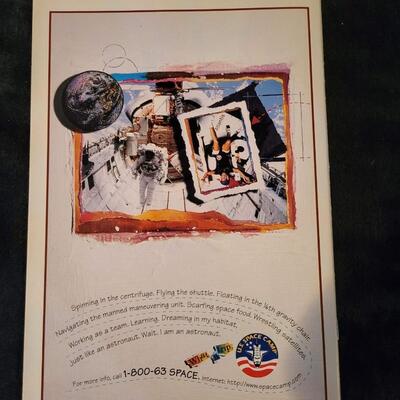 Spinning in the centrifuge. Flying the shuttle. Floating in the 1/6th gravity chair.
Navigating the manned maneuvering unit. Scarfing space food. Wrestling satellites.
Working as a team. Learning. Dreaming in my habitat.
Just like an astronaut. Wait. I am an astronaut.
What
US SPACE CAMP
For more info, call 1-800-63 SPACE. Internet: http://www.spacecamp.com